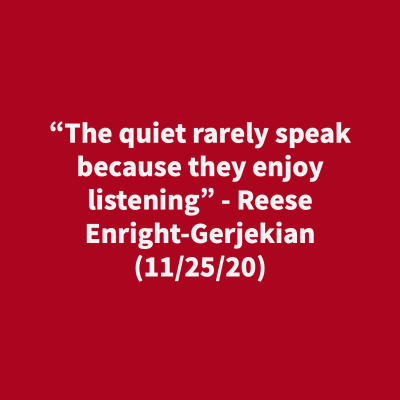 “The quiet rarely speak
because they enjoy
listening” - Reese
Enright-Gerjekian
(11/25/20)